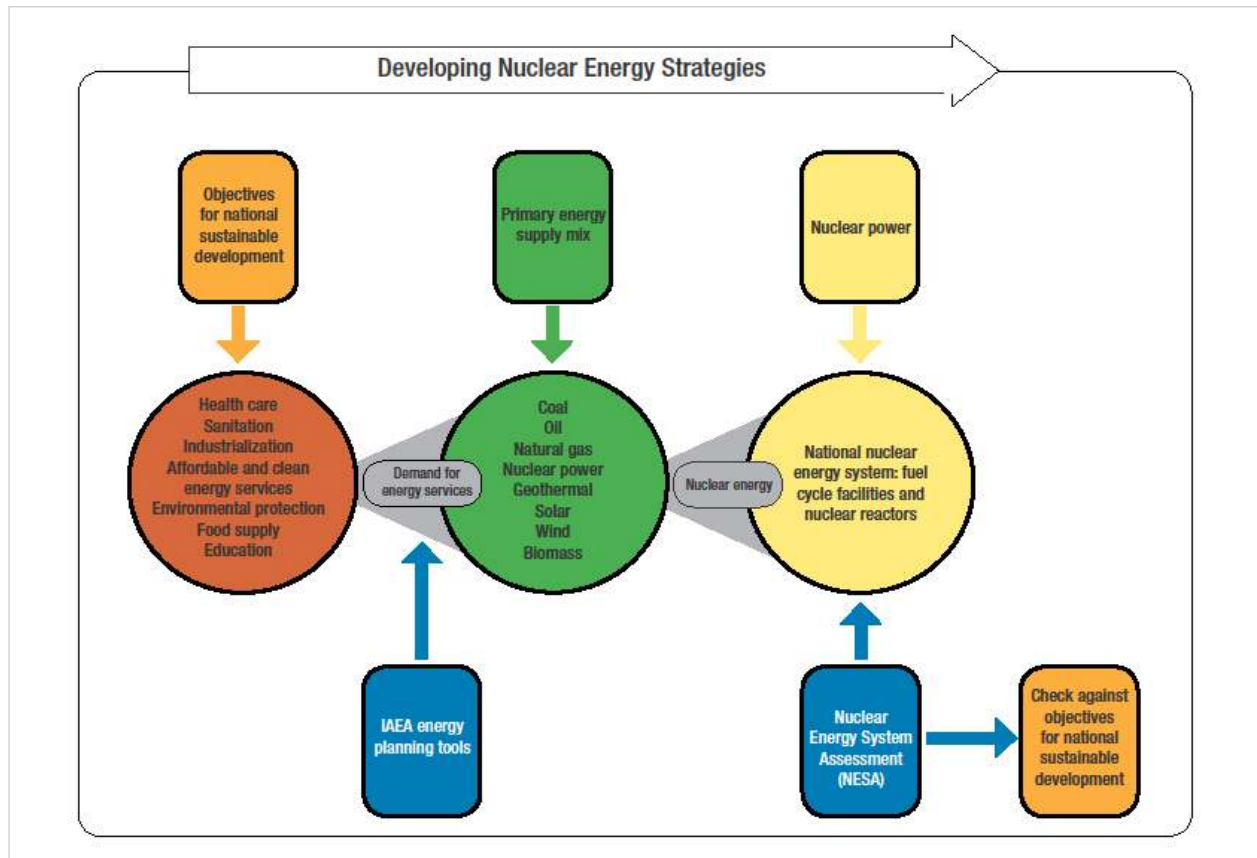 Developing Nuclear Energy Strategies
Objectives
for national
sustainable
development
Primary energy
supply mix
Nuclear power
Health care
Sanitation
Industrialization
Affordable and clean
energy services
Environmental protection
Food supply
Education
Demand for
energy services
Coal
Oil
Natural gas
Nuclear power
Geothermal
Solar
Wind
Biomass
Nuclear energy
National nuclear
energy system: fuel
cycle facilities and
nuclear reactors
IAEA energy
planning tools
Nuclear
Energy System
Assessment
(NESA)
Check against
objectives
for national
sustainable
development